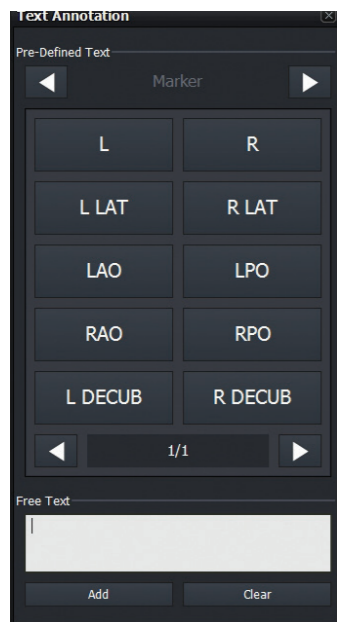 Text Annotation
Pre-Defined Text
Marker
L R
L LAT R LAT
LAO LPO
RAO RPO
L DECUB R DECUB
1/1
Free Text
Add Clear